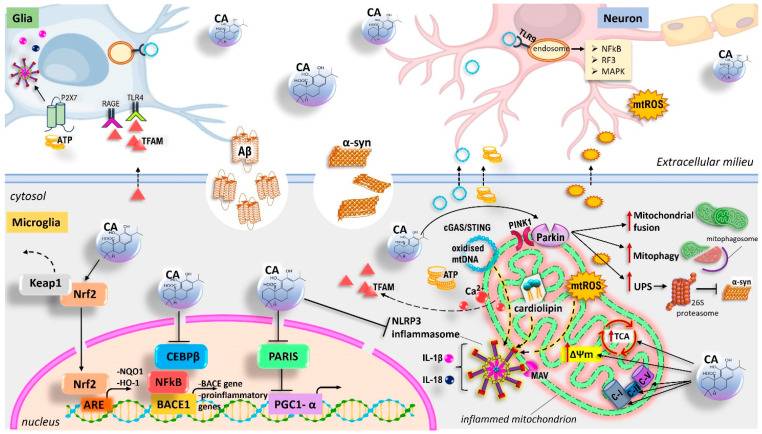 Glia
CA
CA
CA
CA
Neuron
TLR9
endosome
➢ NFkB
➢ RF3
➢ MAPK
mtROS
P2X7
ATP
RAGE
TLR4
TFAM
Aβ
α-syn
Extracellular milieu
cytosol
Microglia
CA
Keap1
Nrf2
CA
CA
CA
TFAM
cGAS/STING
oxidised
mtDNA
ATP
Ca²⁺
PINK1
Parkin
Mitochondrial
fusion
Mitophagy
mitophagosome
UPS
26S
proteasome
α-syn
cardiolipin
mtROS
TCA
ΔΨm
CA
C-I
C-II
C-V
NLRP3
inflammasome
IL-1β
IL-18
MAV
inflamed mitochondrion
CEBPβ
PARIS
Nrf2
ARE
-NQO1
-HO-1
NFkB
BACE1
-BACE gene
-proinflammatory
genes
PGC1- α
nucleus